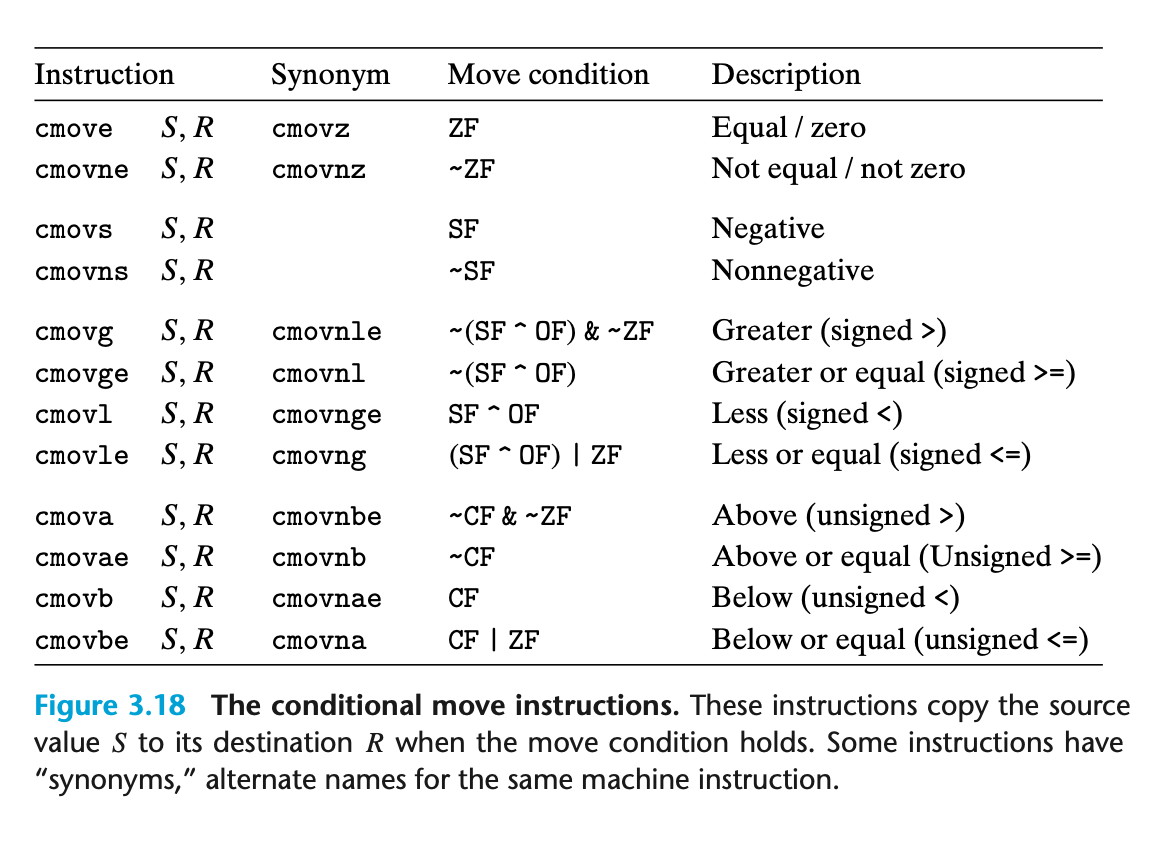 Instruction Synonym Move condition Description
cmove S, R cmovz ZF Equal / zero
cmovne S, R cmovnz ~ZF Not equal / not zero
cmovs S, R SF Negative
cmovns S, R ~SF Nonnegative
cmovg S, R cmovnle ~(SF ^ OF) & ~ZF Greater (signed >)
cmovge S, R cmovnl ~(SF ^ OF) Greater or equal (signed >=)
cmovl S, R cmovnge SF ^ OF Less (signed <)
cmovle S, R cmovng (SF ^ OF) | ZF Less or equal (signed <=)
cmova S, R cmovnbe ~CF & ~ZF Above (unsigned >)
cmovae S, R cmovnb ~CF Above or equal (Unsigned >=)
cmovb S, R cmovnae CF Below (unsigned <)
cmovbe S, R cmovna CF | ZF Below or equal (unsigned <=)
Figure 3.18 The conditional move instructions. These instructions copy the source
value S to its destination R when the move condition holds. Some instructions have
“synonyms,” alternate names for the same machine instruction.